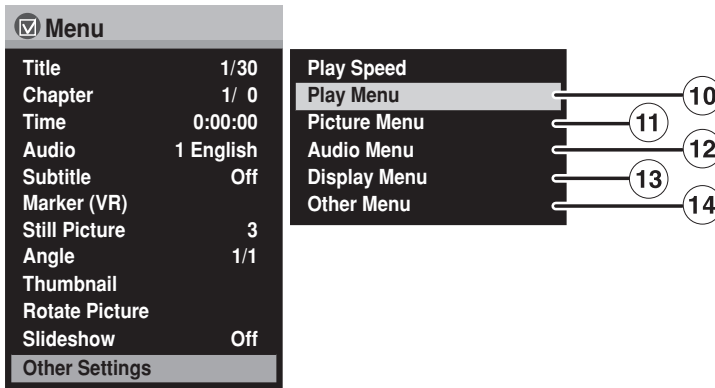 Menu
Title 1/30
Chapter 1/ 0
Time 0:00:00
Audio 1 English
Subtitle Off
Marker (VR)
Still Picture 3
Angle 1/1
Thumbnail
Rotate Picture
Slideshow Off
Other Settings
Play Speed
Play Menu 10
Picture Menu 11
Audio Menu 12
Display Menu 13
Other Menu 14